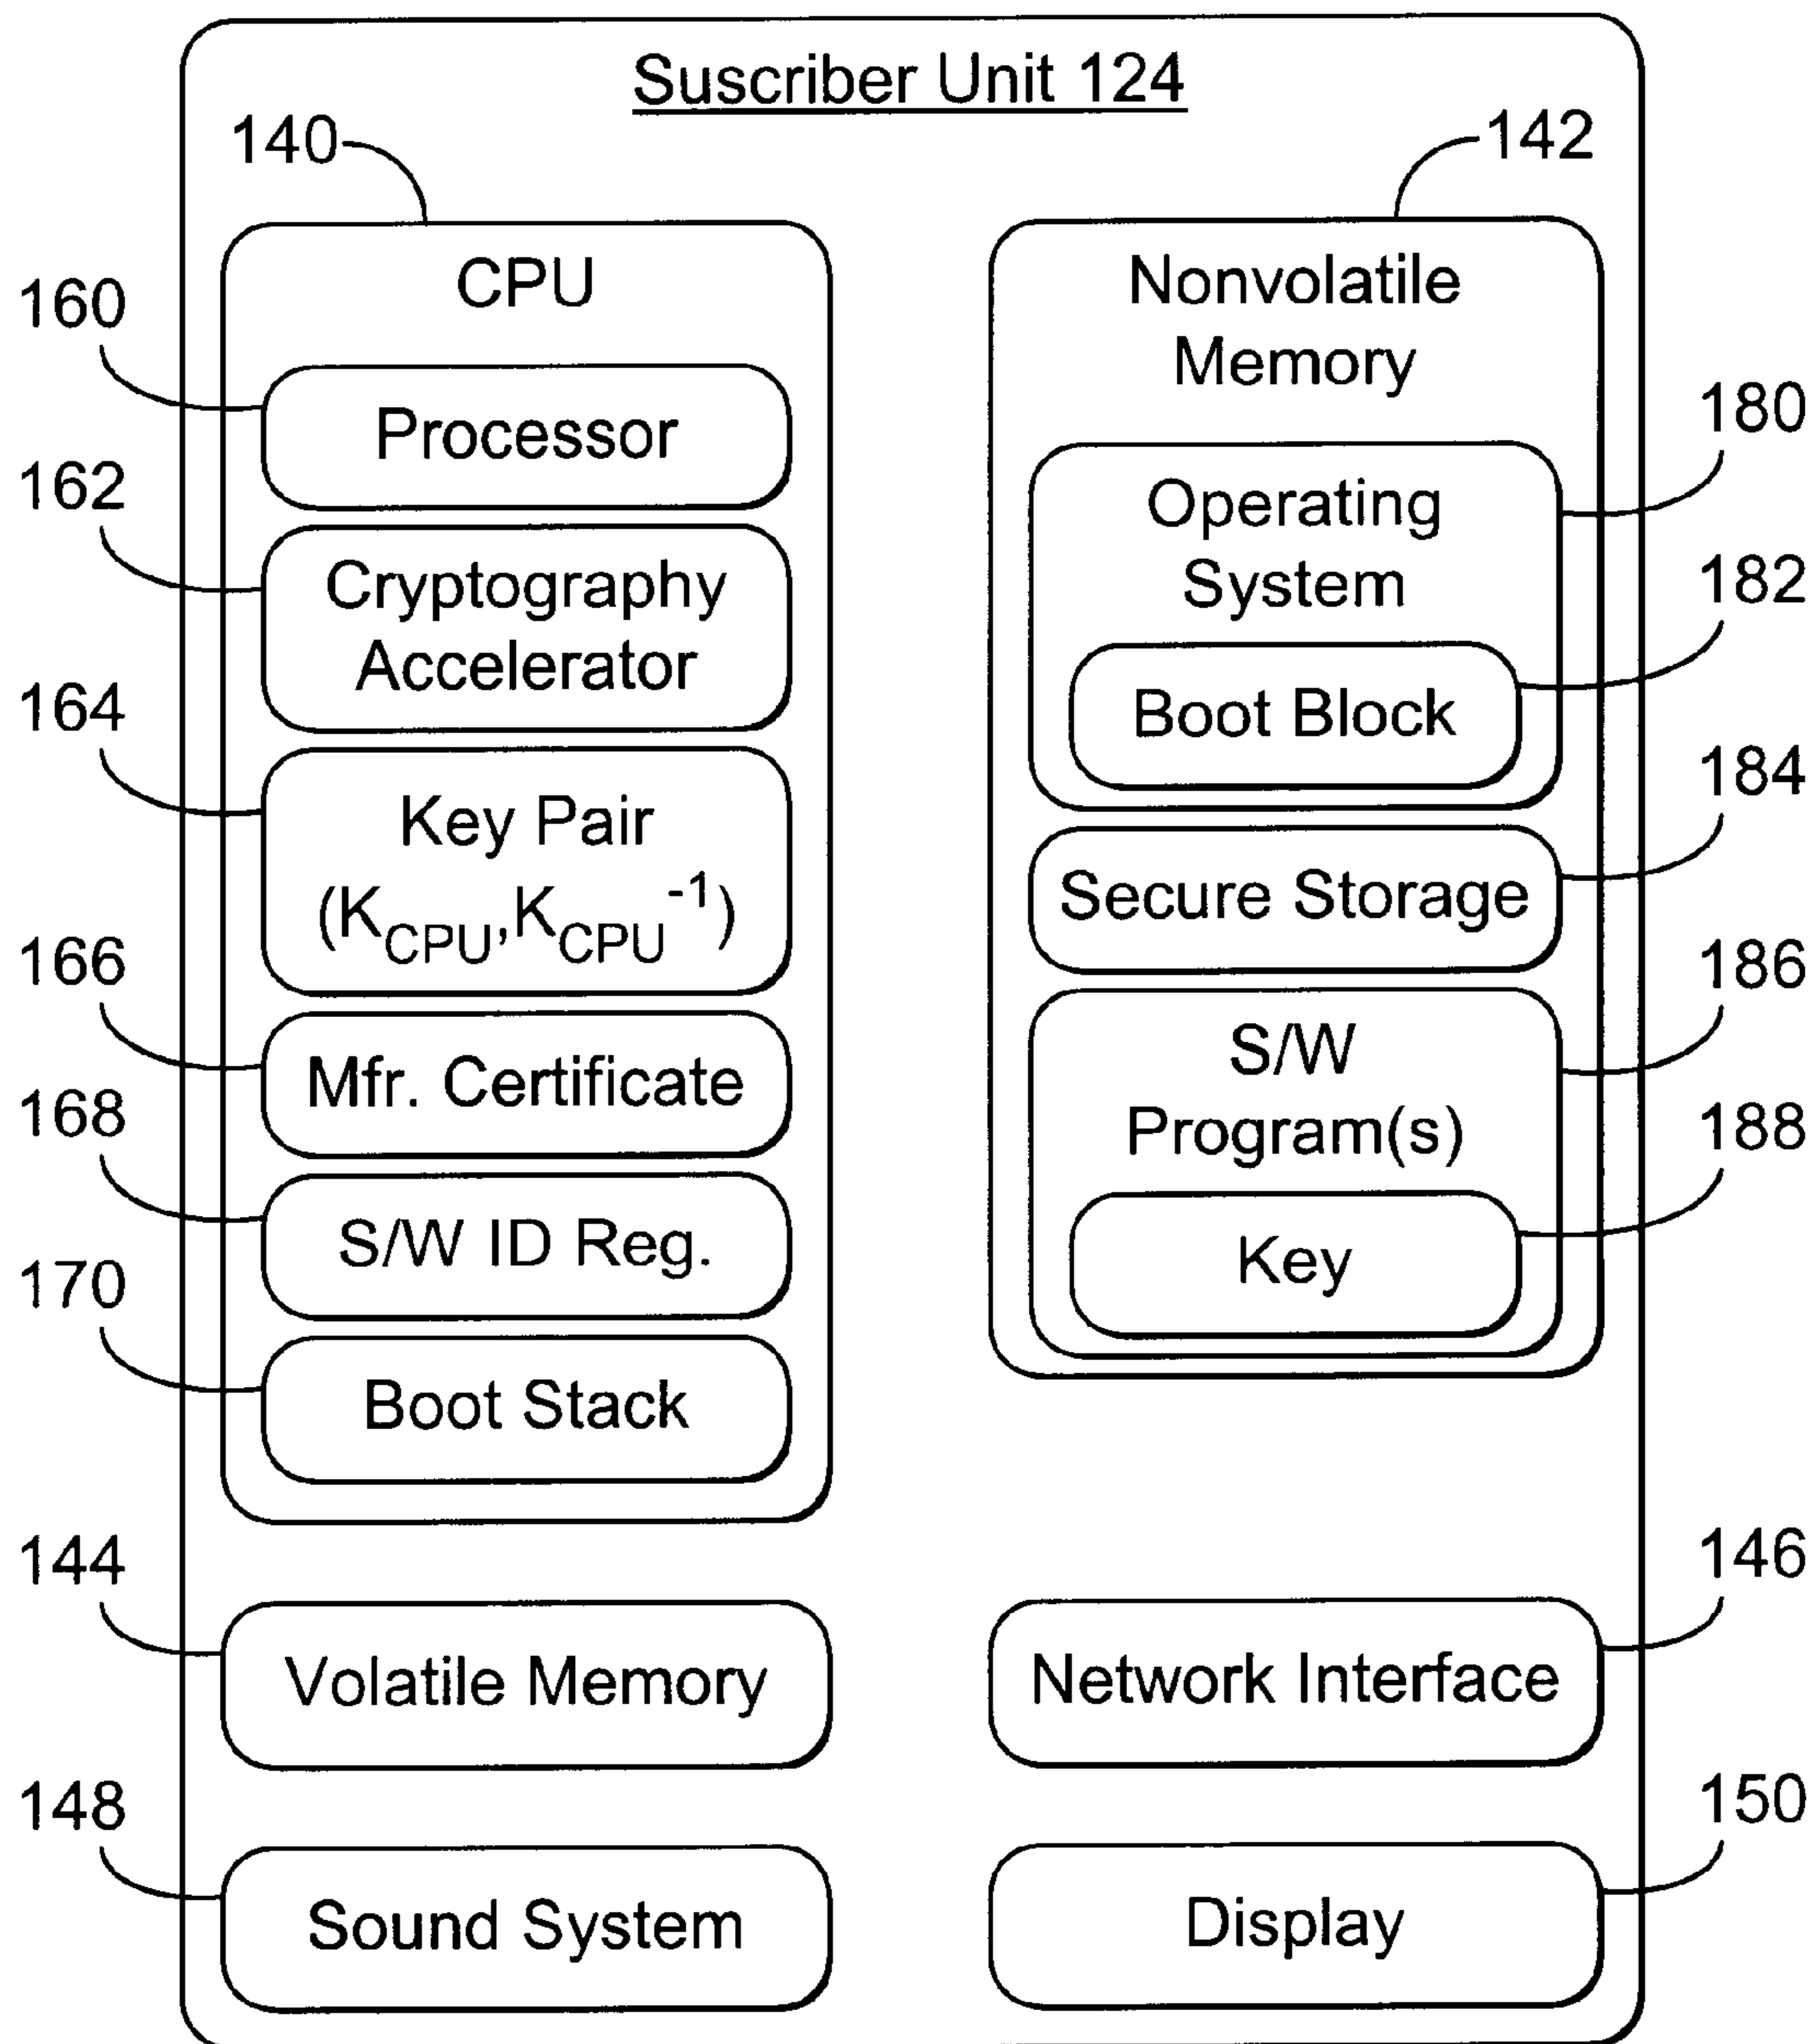 Suscriber Unit 124
140
142
CPU
160
Processor
162
Cryptography
Accelerator
164
Key Pair
(K_CPU,K_CPU^-1)
166
Mfr. Certificate
168
S/W ID Reg.
170
Boot Stack
Nonvolatile
Memory
180
Operating
System
182
Boot Block
184
Secure Storage
186
S/W
Program(s)
188
Key
144
Volatile Memory
146
Network Interface
148
Sound System
150
Display